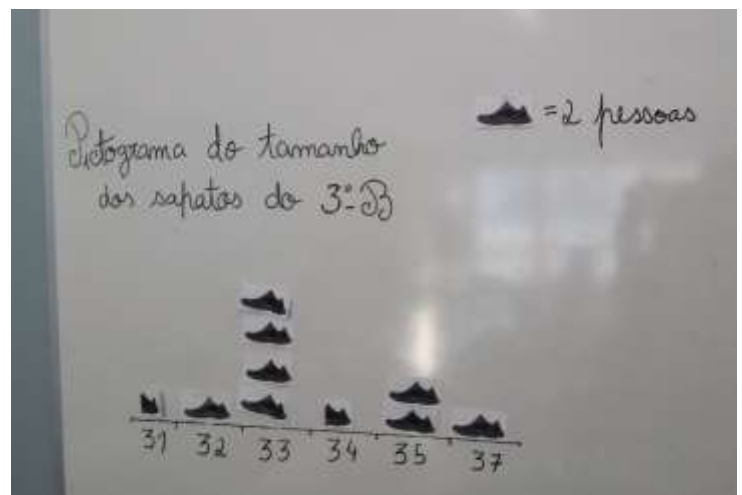 = 2 pessoas
Pictograma do tamanho
dos sapatos do 3º B
31 32 33 34 35 37